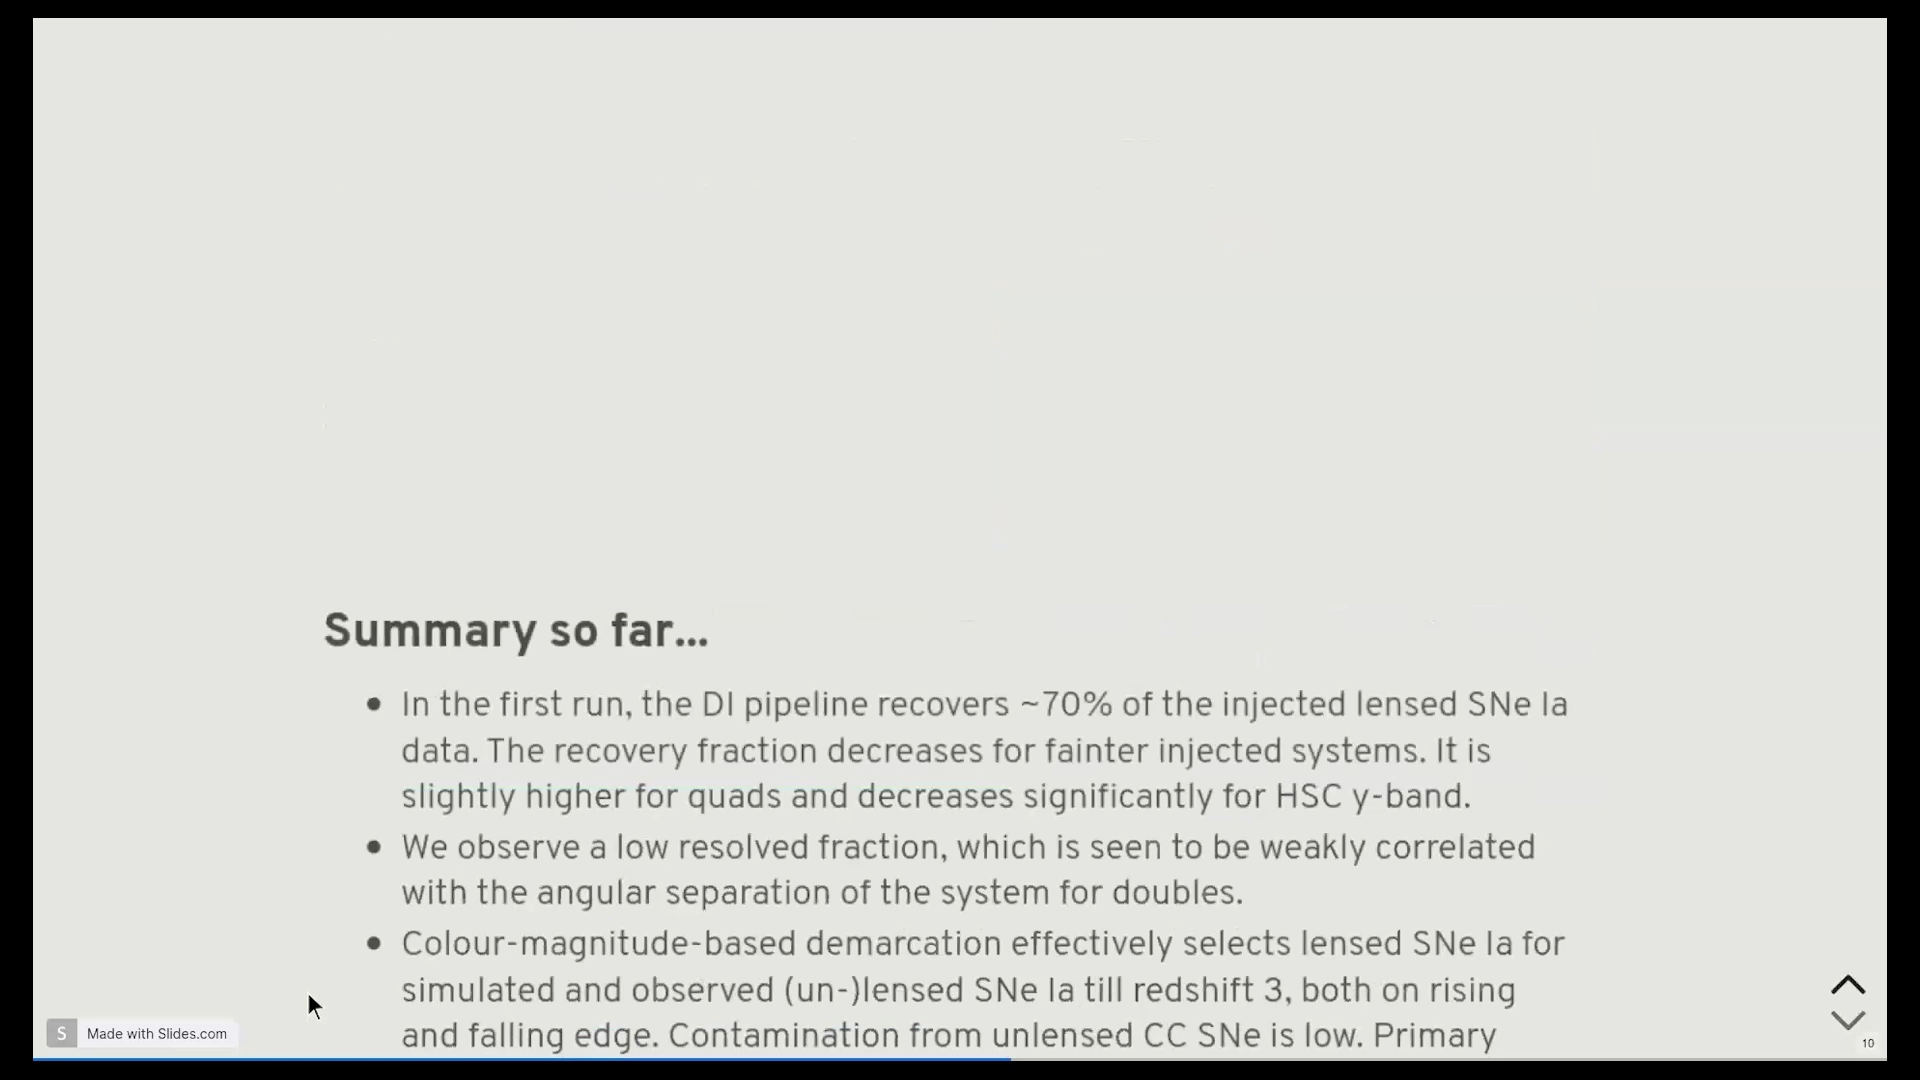 Summary so far...
• In the first run, the DI pipeline recovers ~70% of the injected lensed SNe Ia
data. The recovery fraction decreases for fainter injected systems. It is
slightly higher for quads and decreases significantly for HSC y-band.
• We observe a low resolved fraction, which is seen to be weakly correlated
with the angular separation of the system for doubles.
• Colour-magnitude-based demarcation effectively selects lensed SNe Ia for
simulated and observed (un-)lensed SNe Ia till redshift 3, both on rising
and falling edge. Contamination from unlensed CC SNe is low. Primary
S Made with Slides.com
10